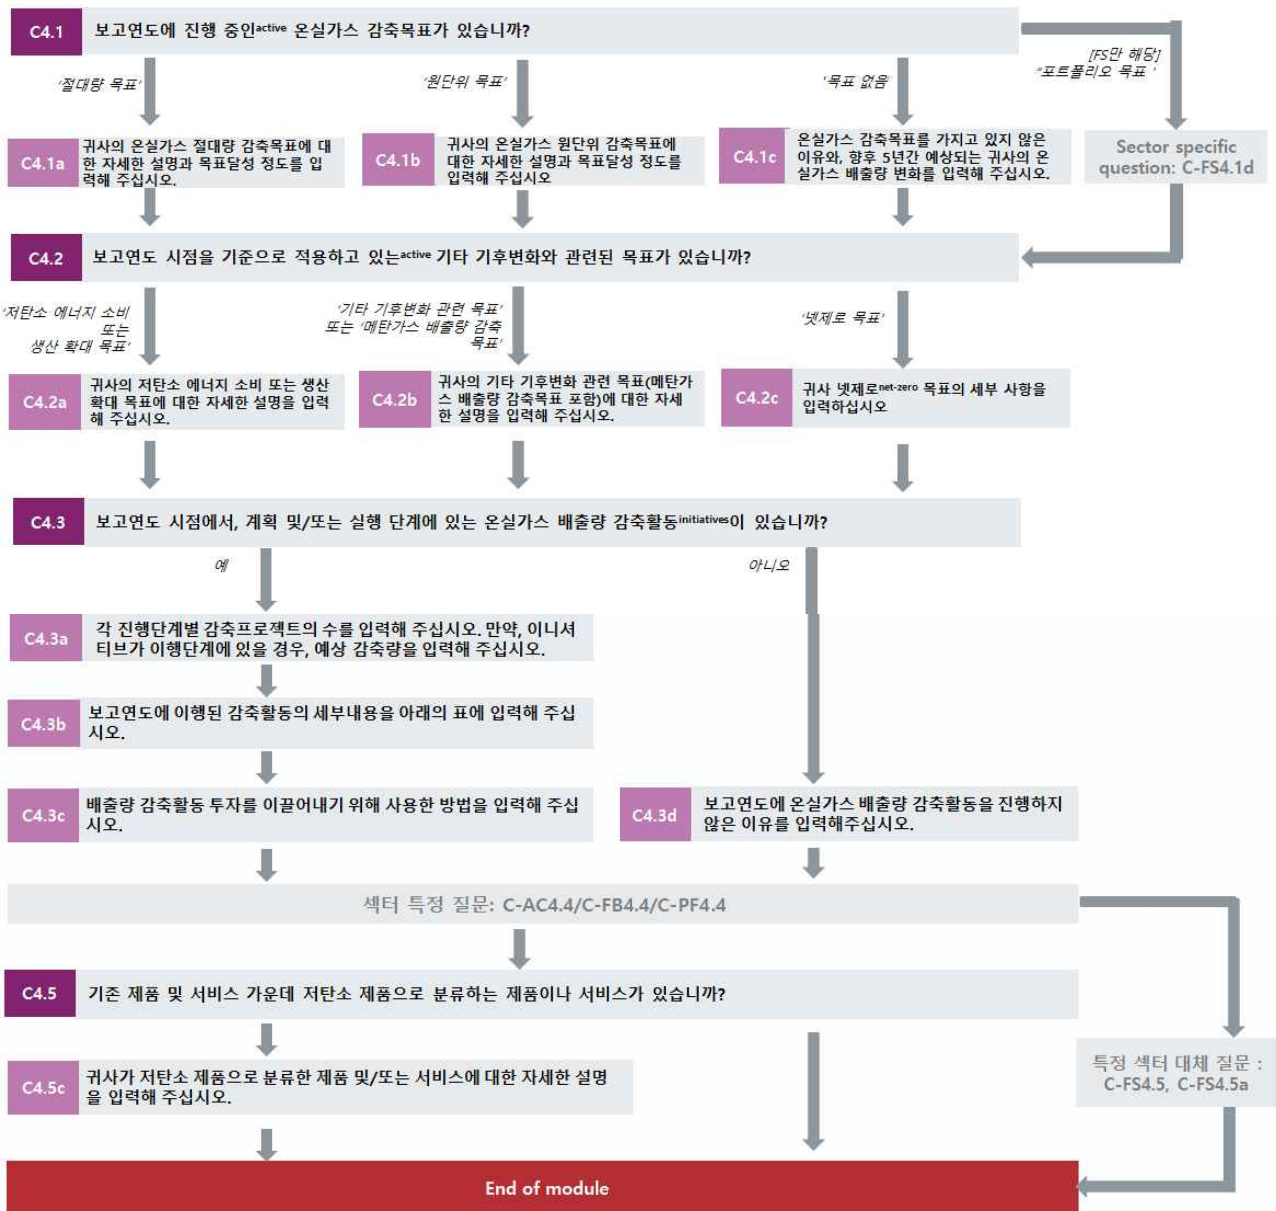 C4.1
보고연도에 진행 중인active 온실가스 감축목표가 있습니까?
'절대량 목표'
'원단위 목표'
'목표 없음'
[FS만 해당]
"포트폴리오 목표 '
C4.1a
귀사의 온실가스 절대량 감축목표에 대
한 자세한 설명과 목표달성 정도를 입
력해 주십시오.
C4.1b
귀사의 온실가스 원단위 감축목표에
대한 자세한 설명과 목표달성 정도를
입력해 주십시오
C4.1c
온실가스 감축목표를 가지고 있지 않은
이유와, 향후 5년간 예상되는 귀사의 온
실가스 배출량 변화를 입력해 주십시오.
Sector specific
question: C-FS4.1d
C4.2
보고연도 시점을 기준으로 적용하고 있는active 기타 기후변화와 관련된 목표가 있습니까?
'저탄소 에너지 소비
또는
생산 확대 목표'
'기타 기후변화 관련 목표'
또는 '메탄가스 배출량 감축
목표'
'넷제로 목표'
C4.2a
귀사의 저탄소 에너지 소비 또는 생산
확대 목표에 대한 자세한 설명을 입력
해 주십시오.
C4.2b
귀사의 기타 기후변화 관련 목표(메탄가
스 배출량 감축목표 포함)에 대한 자세
한 설명을 입력해 주십시오.
C4.2c
귀사 넷제로net-zero 목표의 세부 사항을
입력하십시오
C4.3
보고연도 시점에서, 계획 및/또는 실행 단계에 있는 온실가스 배출량 감축활동initiatives이 있습니까?
예
아니오
C4.3a
각 진행단계별 감축프로젝트의 수를 입력해 주십시오. 만약, 이니셔
티브가 이행단계에 있을 경우, 예상 감축량을 입력해 주십시오.
C4.3b
보고연도에 이행된 감축활동의 세부내용을 아래의 표에 입력해 주십
시오.
C4.3c
배출량 감축활동 투자를 이끌어내기 위해 사용한 방법을 입력해 주십
시오.
C4.3d
보고연도에 온실가스 배출량 감축활동을 진행하지
않은 이유를 입력해주십시오.
섹터 특정 질문: C-AC4.4/C-FB4.4/C-PF4.4
C4.5
기존 제품 및 서비스 가운데 저탄소 제품으로 분류하는 제품이나 서비스가 있습니까?
C4.5c
귀사가 저탄소 제품으로 분류한 제품 및/또는 서비스에 대한 자세한 설명
을 입력해 주십시오.
특정 섹터 대체 질문 :
C-FS4.5, C-FS4.5a
End of module